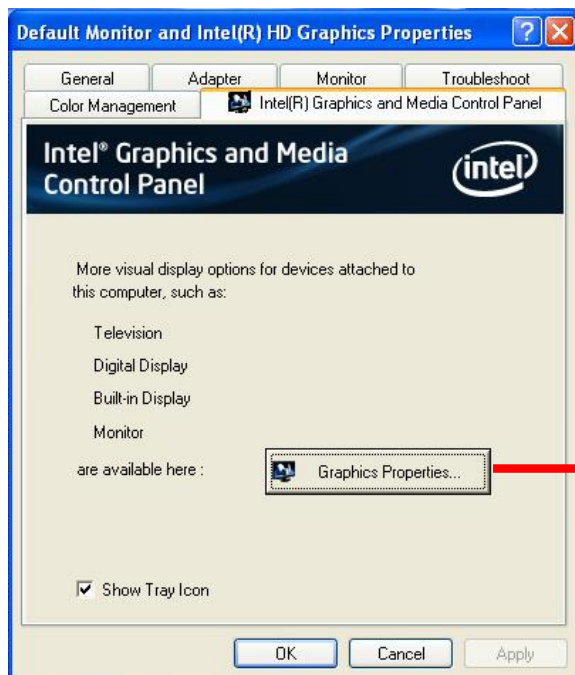 Default Monitor and Intel(R) HD Graphics Properties
General Adapter Monitor Troubleshoot
Color Management Intel(R) Graphics and Media Control Panel
Intel® Graphics and Media
Control Panel
intel
More visual display options for devices attached to
this computer, such as:
Television
Digital Display
Built-in Display
Monitor
are available here :
Graphics Properties...
Show Tray Icon
OK Cancel Apply